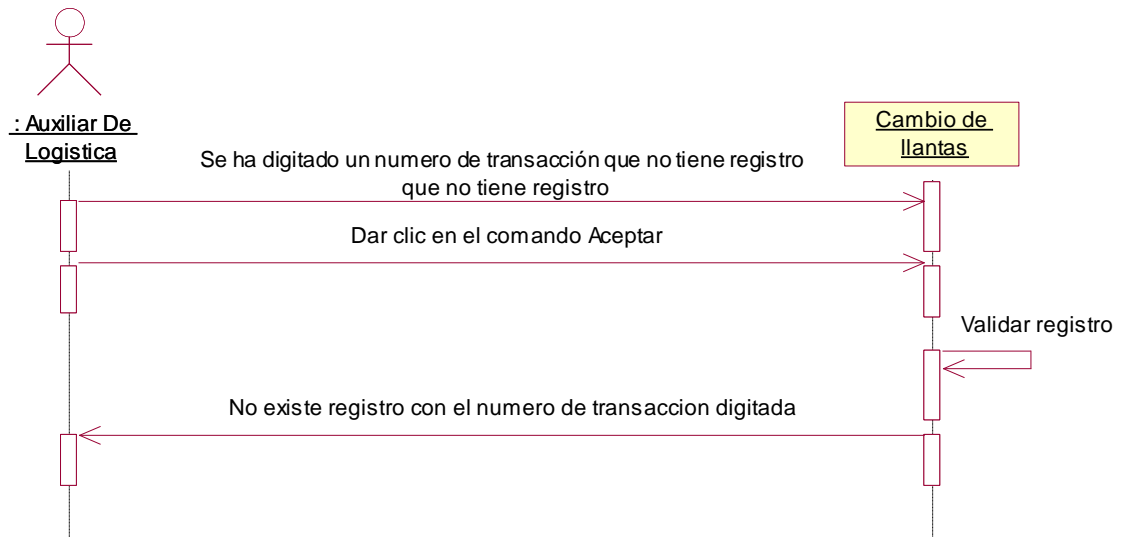 : Auxiliar De
Logistica
Cambio de
llantas
Se ha digitado un numero de transacción que no tiene registro
que no tiene registro
Dar clic en el comando Aceptar
Validar registro
No existe registro con el numero de transaccion digitada